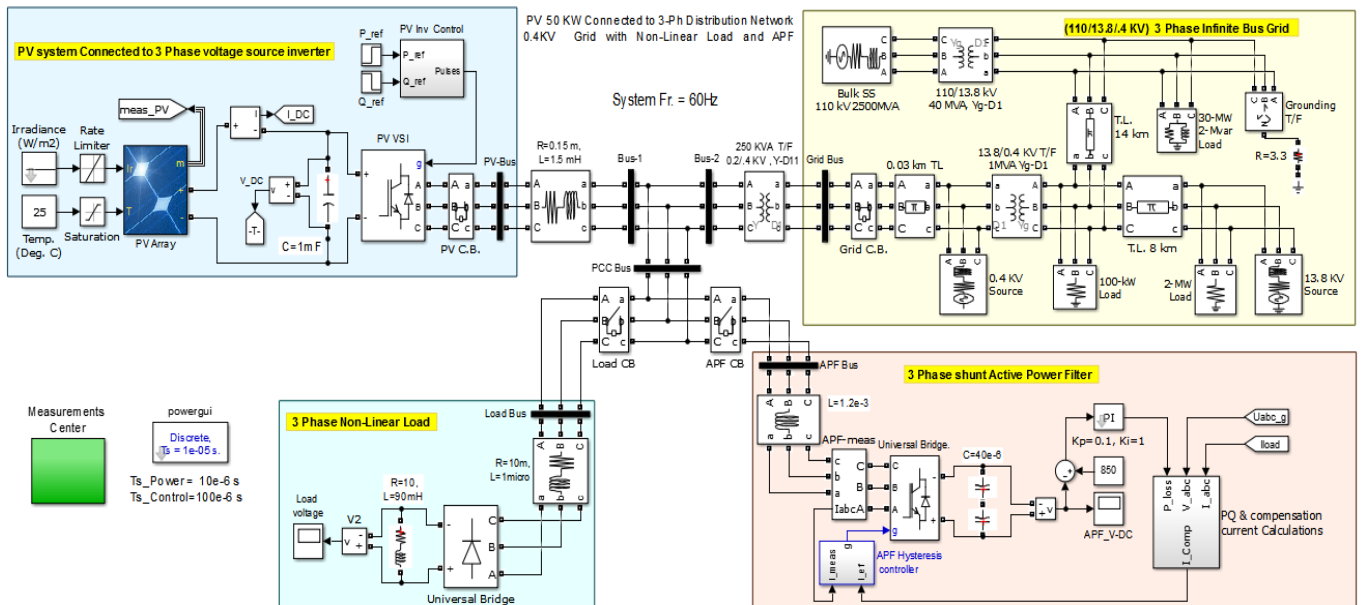 PV 50 KW Connected to 3-Ph Distribution Network
0.4KV Grid with Non-Linear Load and APF
System Fr. = 60Hz
PV system Connected to 3 Phase voltage source inverter
P_ref
Q_ref
PV Inv Control
P_ref
Q_ref
Pulses
meas_PV
I_DC
Irradiance
(W/m2)
Rate
Limiter
Ir
T
m
+
-
25
Temp.
(Deg. C)
Saturation
PV Array
I
+
-
V_DC
v
+
-
-T-
C=1m F
PV VSI
g
+
-
A
B
C
A a
B b
C c
PV C.B.
PV-Bus
R=0.15 m,
L=1.5 mH
A a
B b
C c
Bus-1
Bus-2
250 KVA T/F
0.2/.4 KV ,Y-D11
A a
B b
C c
Y
Grid Bus
PCC Bus
A a
B b
C c
Load CB
A a
B b
C c
APF CB
(110/13.8/.4 KV) 3 Phase Infinite Bus Grid
C
B
A
Bulk SS
110 kV2500MVA
C c
B b
A a
Yg
110/13.8 kV
40 MVA Yg-D1
T.L.
14 km
A B C
a b c
A B C
30-MW
2-Mvar
Load
Grounding
T/F
R=3.3
A a
B b
C c
Grid C.B.
0.03 km TL
A a
B b
C c
π
13.8/0.4 kV T/F
1MVA Yg-D1
a A
b B
c C
D1 Yg
A a
B b
C c
π
T.L. 8 km
A B C
0.4 KV
Source
A B C
100-kW
Load
A B C
2-MW
Load
A B C
13.8 KV
Source
3 Phase Non-Linear Load
Load Bus
A B C
a b c
R=10m,
L=1micro
Load
voltage
V2
v
+
-
R=10,
L=90mH
-
+
C
B
A
Universal Bridge
Measurements
Center
powergui
Discrete,
Ts = 1e-05 s.
Ts_Power= 10e-6 s
Ts_Control=100e-6 s
3 Phase shunt Active Power Filter
APF Bus
A B C
a b c
L=1.2e-3
APF-meas
c C
b B
a
Iabc A
Universal Bridge.
C
B
A
g
-
+
C=40e-6
v
-
+
APF_V-DC
850
PI
Kp=0.1, Ki=1
Uabc_g
Iload
P_loss
V_abc
I_abc
I_Comp
PQ & compensation
current Calculations
g
I_meas
I_ef
APF Hysteresis
controller